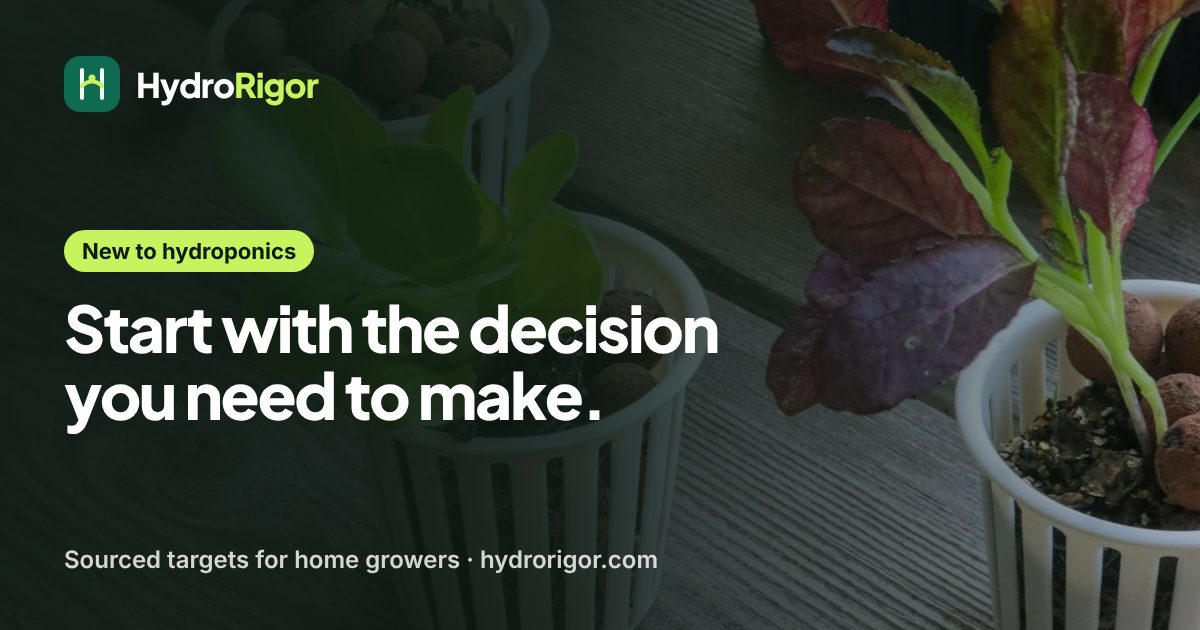 HydroRigor
New to hydroponics
Start with the decision
you need to make.
Sourced targets for home growers · hydrorigor.com